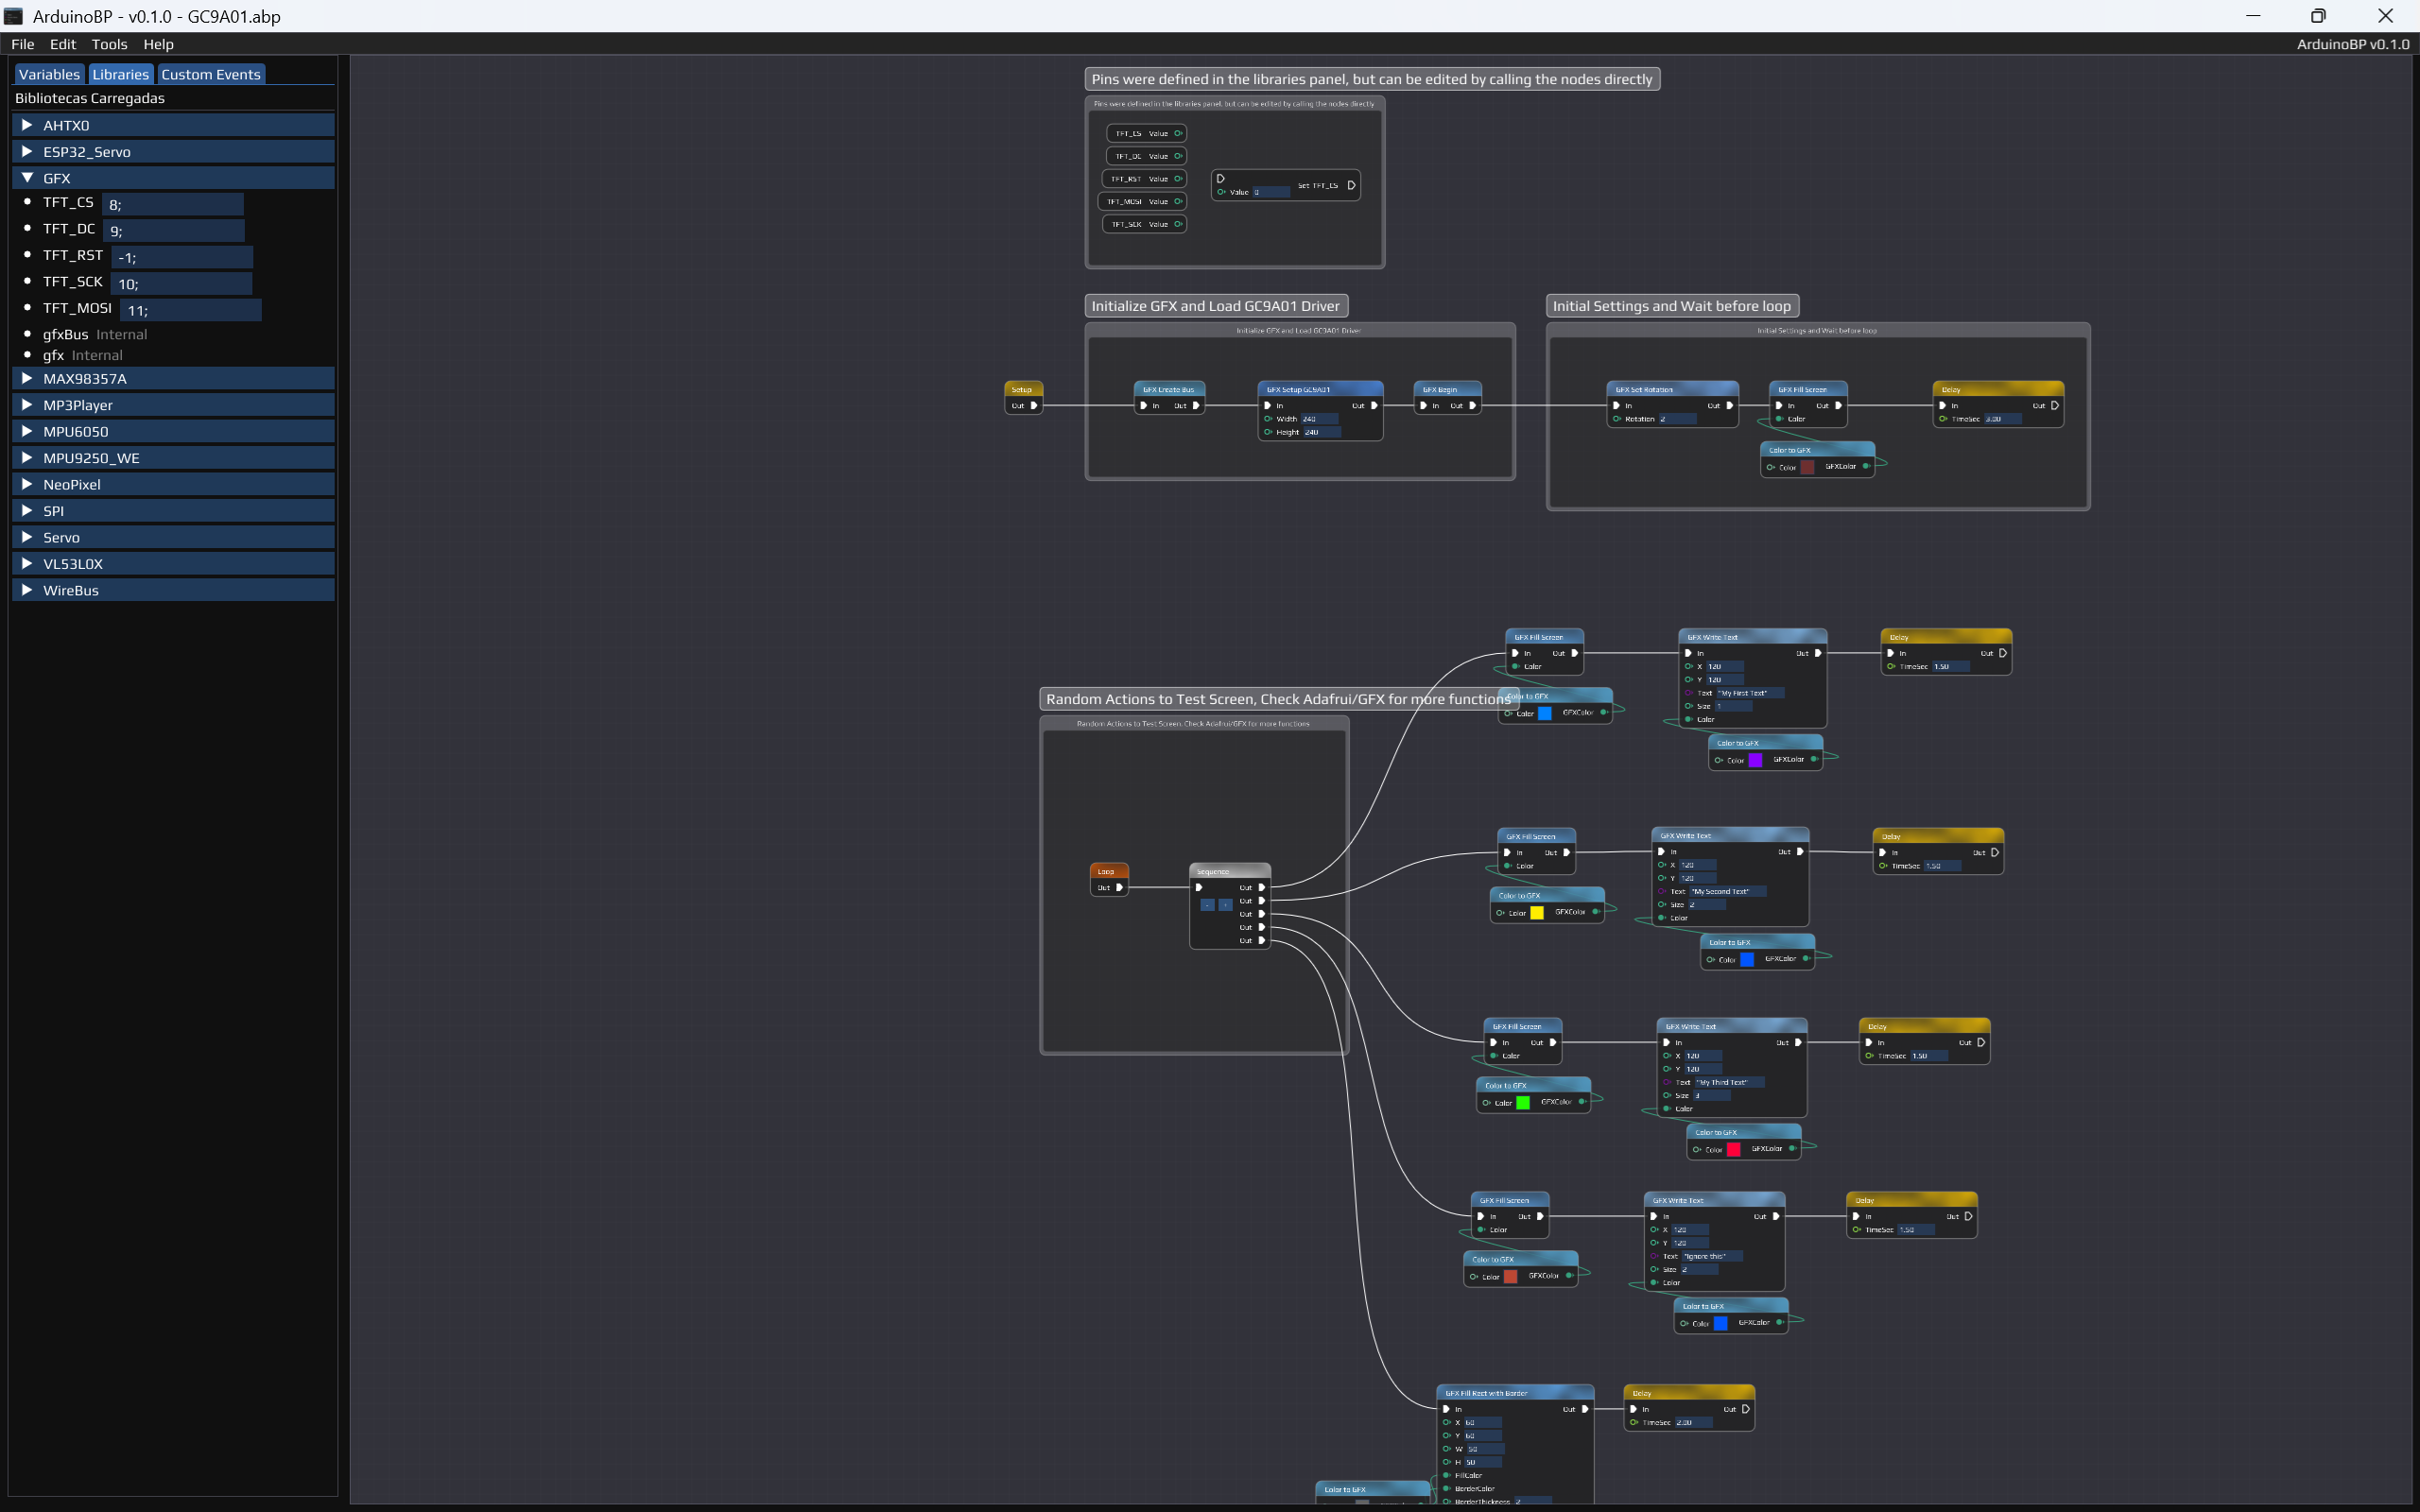 ArduinoBP - v0.1.0 - GC9A01.abp
File Edit Tools Help
ArduinoBP v0.1.0
Variables Libraries Custom Events
Bibliotecas Carregadas
AHTX0
ESP32_Servo
GFX
TFT_CS 8;
TFT_DC 9;
TFT_RST -1;
TFT_SCK 10;
TFT_MOSI 11;
gfxBus Internal
gfx Internal
MAX98357A
MP3Player
MPU6050
MPU9250_WE
NeoPixel
SPI
Servo
VL53L0X
WireBus
Pins were defined in the libraries panel, but can be edited by calling the nodes directly
Pins were defined in the libraries panel, but can be edited by calling the nodes directly
TFT_CS Value
TFT_DC Value
TFT_RST Value
TFT_MOSI Value
TFT_SCK Value
Set TFT_CS
Value 0
Initialize GFX and Load GC9A01 Driver
Initialize GFX and Load GC9A01 Driver
Setup
Out
GFX Create Bus
In Out
GFX Setup GC9A01
In Out
Width 240
Height 240
GFX Begin
In Out
Initial Settings and Wait before loop
Initial Settings and Wait before loop
GFX Set Rotation
In Out
Rotation 2
GFX Fill Screen
In Out
Color
Color to GFX
Color GFXColor
Delay
In Out
TimeSec 3.00
Random Actions to Test Screen, Check Adafrui/GFX for more functions
Random Actions to Test Screen, Check Adafrui/GFX for more functions
Loop
Out
Sequence
Out
- + Out
Out
Out
Out
GFX Fill Screen
In Out
Color
Color to GFX
Color GFXColor
GFX Write Text
In Out
X 120
Y 120
Text "My First Text"
Size 1
Color
Color to GFX
Color GFXColor
Delay
In Out
TimeSec 1.50
GFX Fill Screen
In Out
Color
Color to GFX
Color GFXColor
GFX Write Text
In Out
X 120
Y 120
Text "My Second Text"
Size 2
Color
Color to GFX
Color GFXColor
Delay
In Out
TimeSec 1.50
GFX Fill Screen
In Out
Color
Color to GFX
Color GFXColor
GFX Write Text
In Out
X 120
Y 120
Text "My Third Text"
Size 3
Color
Color to GFX
Color GFXColor
Delay
In Out
TimeSec 1.50
GFX Fill Screen
In Out
Color
Color to GFX
Color GFXColor
GFX Write Text
In Out
X 120
Y 120
Text "Ignore this"
Size 2
Color
Color to GFX
Color GFXColor
Delay
In Out
TimeSec 1.50
GFX Fill Rect with Border
In Out
X 60
Y 60
W 50
H 50
FillColor
BorderColor
BorderThickness 2
Color to GFX
Delay
In Out
TimeSec 2.00